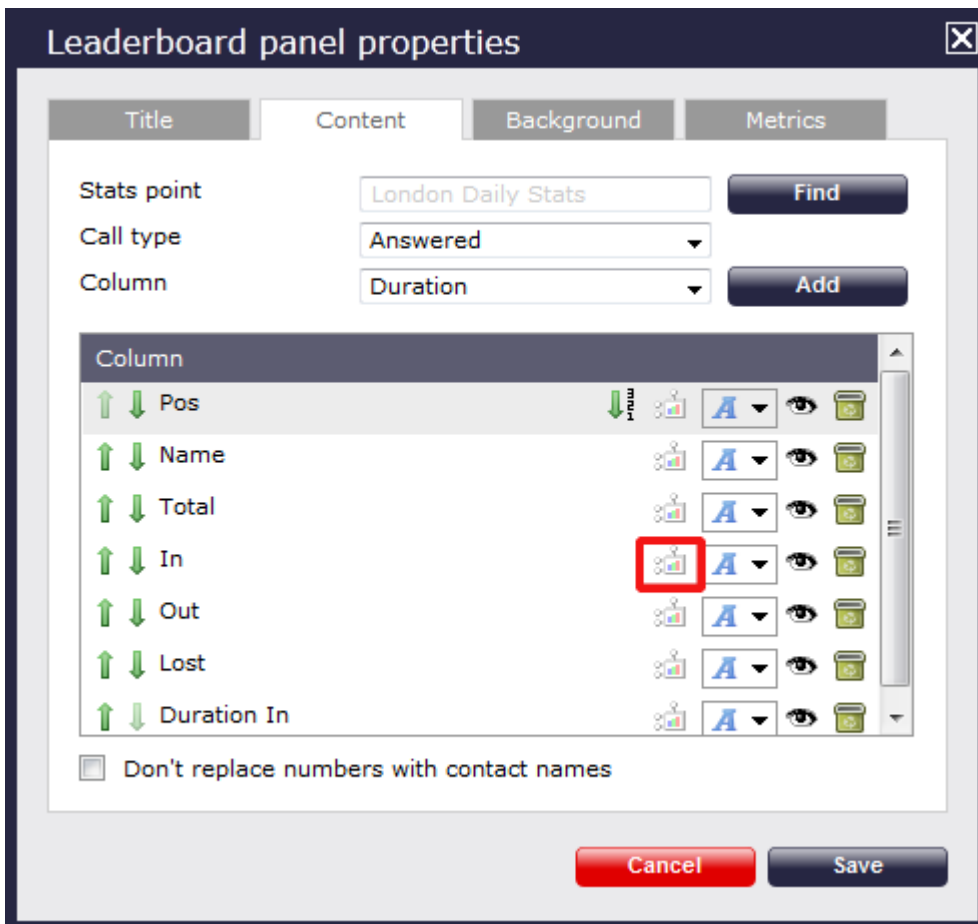 Leaderboard panel properties
Title Content Background Metrics
Stats point London Daily Stats Find
Call type Answered
Column Duration Add
Column
Pos 321 A
Name A
Total A
In A
Out A
Lost A
Duration In A
Don't replace numbers with contact names
Cancel Save